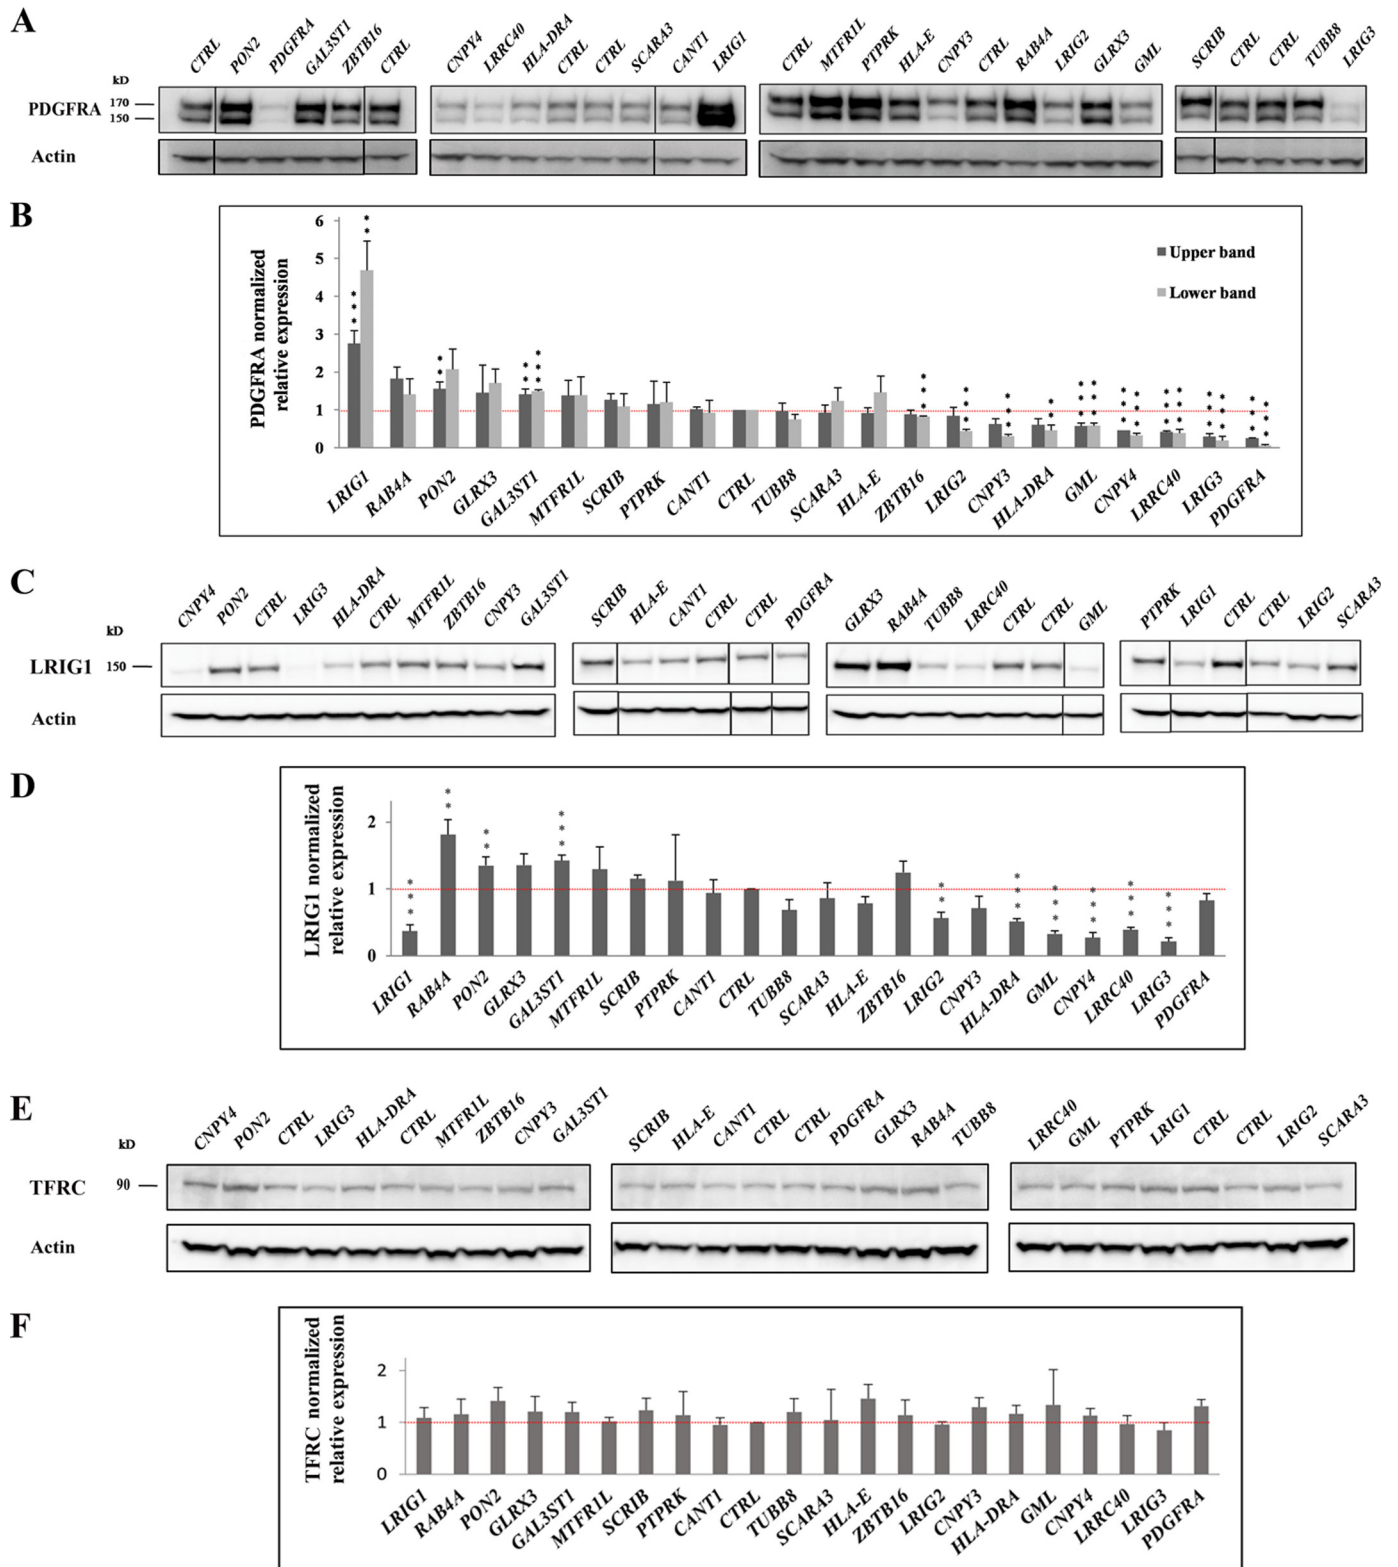 A
CTRL PON2 PDGFRA GAL3ST1 ZBTB16 CTRL CNPY4 LRRC40 HLA-DRA CTRL CTRL SCARA3 CANT1 LRIG1 CTRL MTFR1L PTPRK HLA-E CNPY3 CTRL RAB4A LRIG2 GLRX3 GML SCRIB CTRL CTRL TUBB8 LRIG3
kD
PDGFRA 170
150
Actin
B
PDGFRA normalized
relative expression
6
5
4
3
2
1
0
Upper band
Lower band
** *** ** ** *** *** ** *** ** *** *** *** *** *** *** *** *** *** ***
LRIG1 RAB4A PON2 GLRX3 GAL3ST1 MTFR1L SCRIB PTPRK CANT1 CTRL TUBB8 SCARA3 HLA-E ZBTB16 LRIG2 CNPY3 HLA-DRA GML CNPY4 LRRC40 LRIG3 PDGFRA
C
CNPY4 PON2 CTRL LRIG3 HLA-DRA CTRL MTFR1L ZBTB16 CNPY3 GAL3ST1 SCRIB HLA-E CANT1 CTRL CTRL PDGFRA GLRX3 RAB4A TUBB8 LRRC40 CTRL CTRL GML PTPRK LRIG1 CTRL CTRL LRIG2 SCARA3
kD
LRIG1 150
Actin
D
LRIG1 normalized
relative expression
2
1
0
*** ** ** *** ** *** *** *** *** ***
LRIG1 RAB4A PON2 GLRX3 GAL3ST1 MTFR1L SCRIB PTPRK CANT1 CTRL TUBB8 SCARA3 HLA-E ZBTB16 LRIG2 CNPY3 HLA-DRA GML CNPY4 LRRC40 LRIG3 PDGFRA
E
CNPY4 PON2 CTRL LRIG3 HLA-DRA CTRL MTFR1L ZBTB16 CNPY3 GAL3ST1 SCRIB HLA-E CANT1 CTRL CTRL PDGFRA GLRX3 RAB4A TUBB8 LRRC40 GML PTPRK LRIG1 CTRL CTRL LRIG2 SCARA3
kD
TFRC 90
Actin
F
TFRC normalized
relative expression
2
1
0
LRIG1 RAB4A PON2 GLRX3 GAL3ST1 MTFR1L SCRIB PTPRK CANT1 CTRL TUBB8 SCARA3 HLA-E ZBTB16 LRIG2 CNPY3 HLA-DRA GML CNPY4 LRRC40 LRIG3 PDGFRA